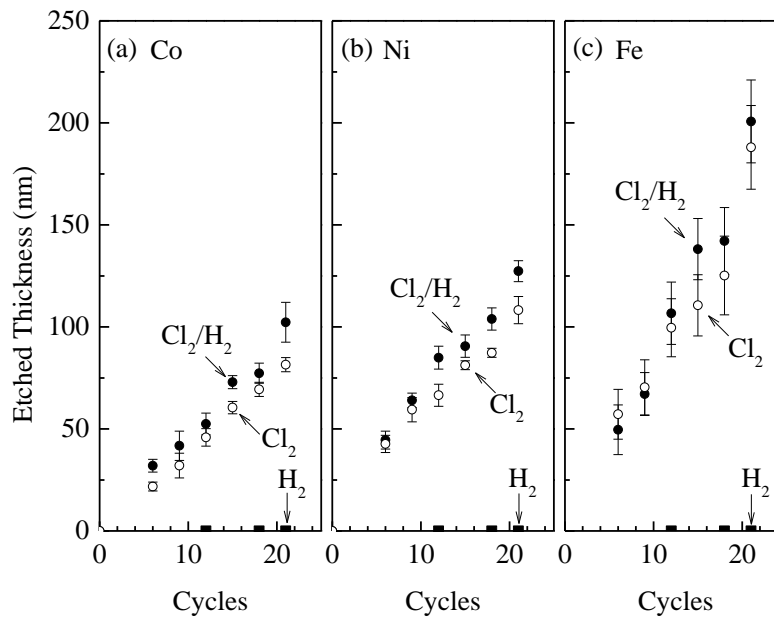 Etched Thickness (nm)
250
200
150
100
50
0
(a) Co
Cl₂/H₂
Cl₂
H₂
0 10 20
Cycles
(b) Ni
Cl₂/H₂
Cl₂
H₂
0 10 20
Cycles
(c) Fe
Cl₂/H₂
Cl₂
H₂
0 10 20
Cycles